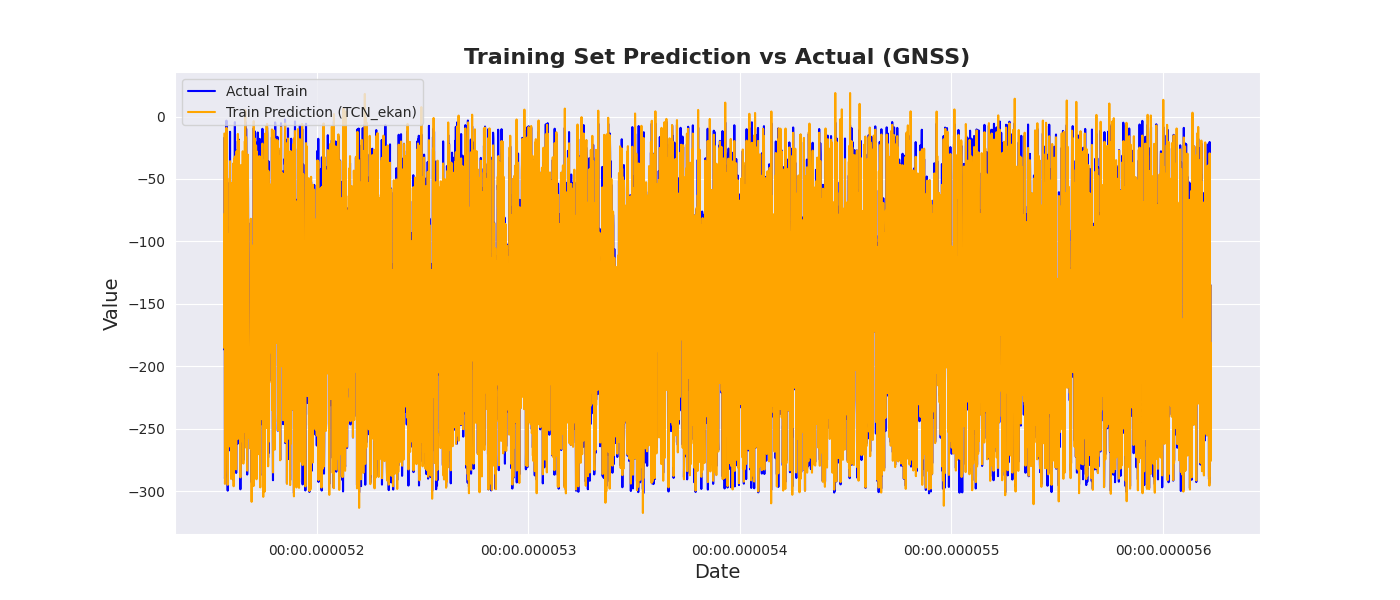 Training Set Prediction vs Actual (GNSS)
Actual Train
Train Prediction (TCN_ekan)
Value
0
−50
−100
−150
−200
−250
−300
00:00.000052
00:00.000053
00:00.000054
00:00.000055
00:00.000056
Date